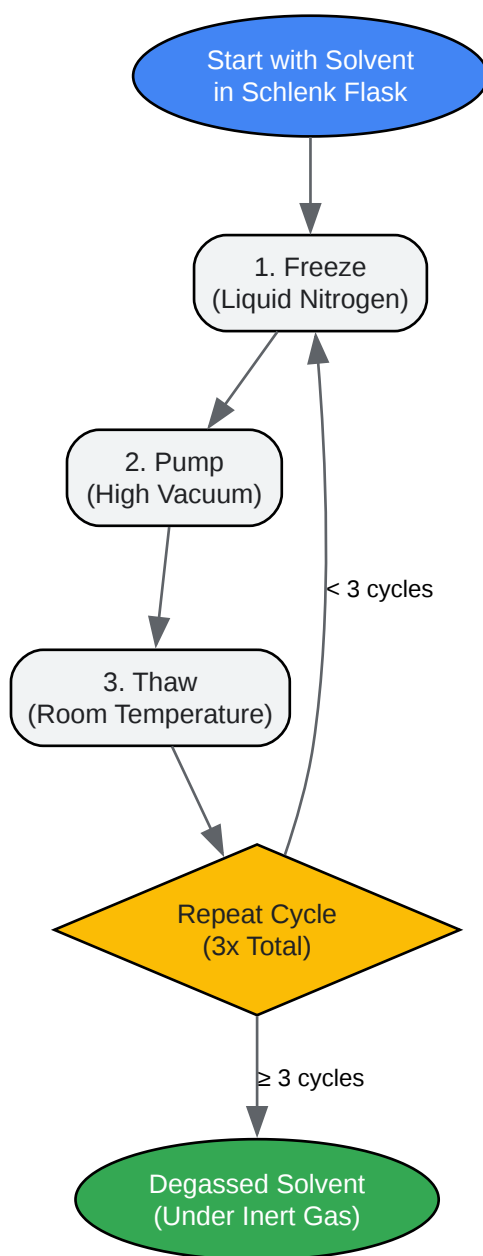 Start with Solvent
in Schlenk Flask
1. Freeze
(Liquid Nitrogen)
2. Pump
(High Vacuum)
< 3 cycles
3. Thaw
(Room Temperature)
Repeat Cycle
(3x Total)
≥ 3 cycles
Degassed Solvent
(Under Inert Gas)